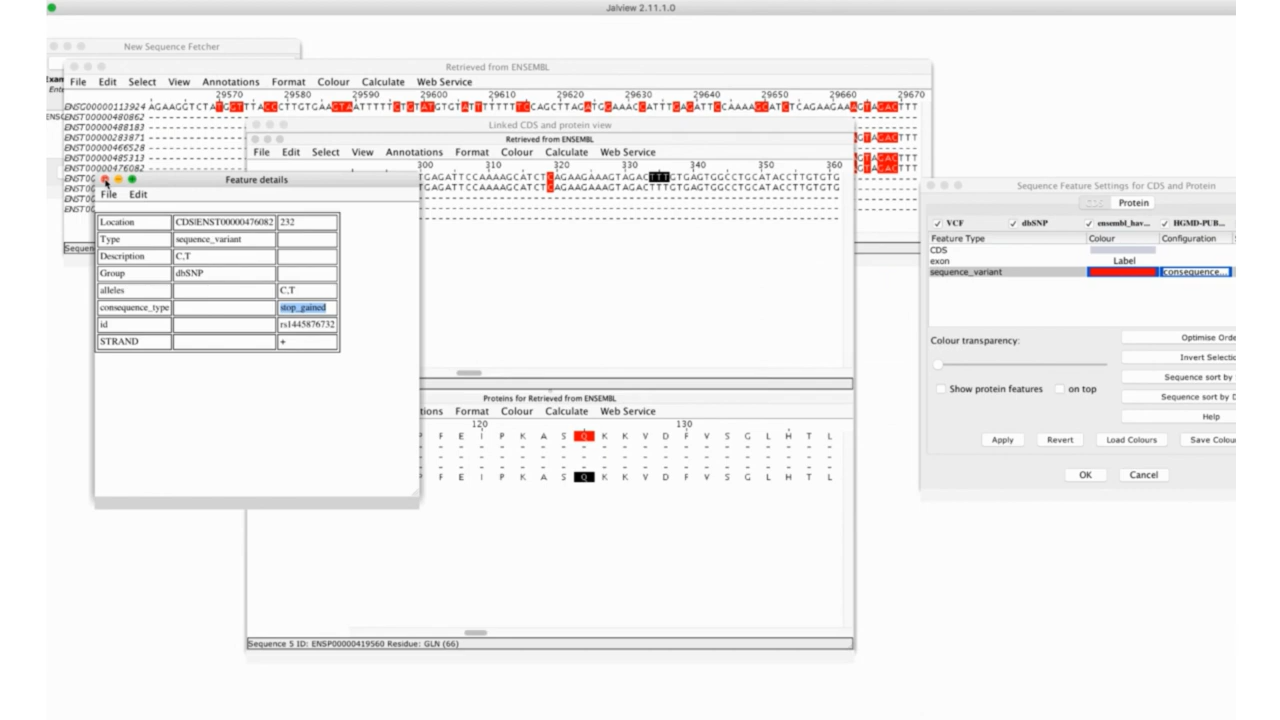 Jalview 2.11.1.0
New Sequence Fetcher
Retrieved from ENSEMBL
File Edit Select View Annotations Format Colour Calculate Web Service
29570 29580 29590 29600 29610 29620 29630 29640 29650 29660 29670
ENSG00000113924
ENST00000480862
ENST00000488183
ENST00000283871
ENST00000466528
ENST00000485313
ENST00000476082
Linked CDS and protein view
Retrieved from ENSEMBL
File Edit Select View Annotations Format Colour Calculate Web Service
300 310 320 330 340 350 360
TGAGATTCCAAAAGCATCTCAGAAGAAAGTAGACTTTGTGAGTGGCCTGCATACCTTGTGTG
TGAGATTCCAAAAGCATCTCAGAAGAAAGTAGACTTTGTGAGTGGCCTGCATACCTTGTGTG
Feature details
File Edit
Location CDS|ENST00000476082 232
Type sequence_variant
Description C,T
Group dbSNP
alleles C,T
consequence_type stop_gained
id rs1445876732
STRAND +
Proteins for Retrieved from ENSEMBL
Format Colour Calculate Web Service
120 130
F E I P K A S Q K K V D F V S G L H T L
F E I P K A S Q K K V D F V S G L H T L
Sequence 5 ID: ENSP00000419560 Residue: GLN (66)
Sequence Feature Settings for CDS and Protein
CDS Protein
VCF dbSNP ensembl_hav... HGMD-PUB...
Feature Type Colour Configuration
CDS
exon Label
sequence_variant consequence...
Colour transparency:
Optimise Orde
Invert Selectio
Sequence sort by
Sequence sort by D
Show protein features on top
Help
Apply Revert Load Colours Save Colou
OK Cancel